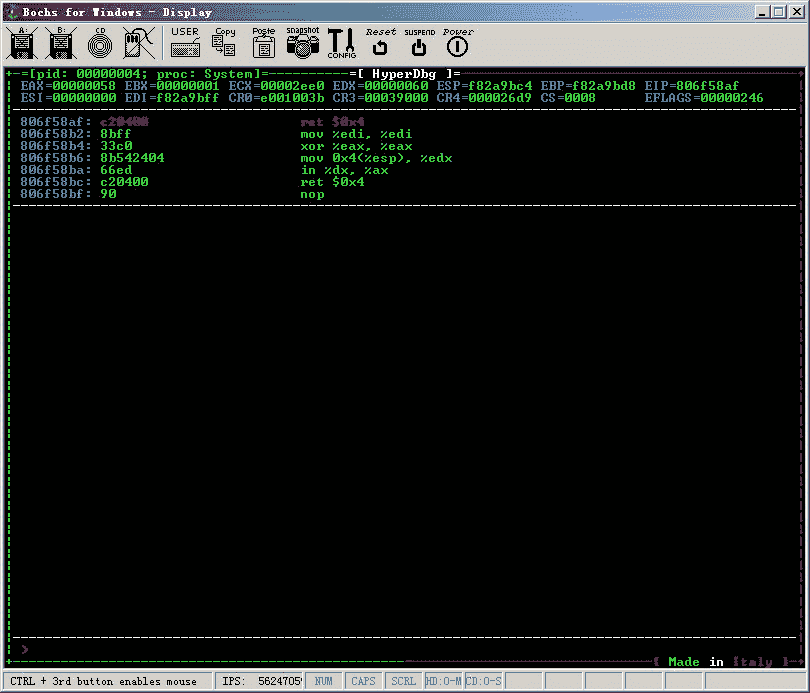 Bochs for Windows - Display
A: B: CD USER Copy Paste snapshot CONFIG Reset SUSPEND Power
=[pid: 00000004; proc: System]= =[ HyperDbg ]=
EAX=00000058 EBX=00000001 ECX=00002ee0 EDX=00000060 ESP=f82a9bc4 EBP=f82a9bd8 EIP=806f58af
ESI=00000000 EDI=f82a9bff CR0=e001003b CR3=00039000 CR4=000026d9 CS=0008 EFLAGS=00000246
806f58af: c20400 ret $0x4
806f58b2: 8bff mov %edi, %edi
806f58b4: 33c0 xor %eax, %eax
806f58b6: 8b542404 mov 0x4(%esp), %edx
806f58ba: 66ed in %dx, %ax
806f58bc: c20400 ret $0x4
806f58bf: 90 nop
>
[ Made in Italy ]
CTRL + 3rd button enables mouse IPS: 5624705 NUM CAPS SCRL HD:0-M CD:0-S